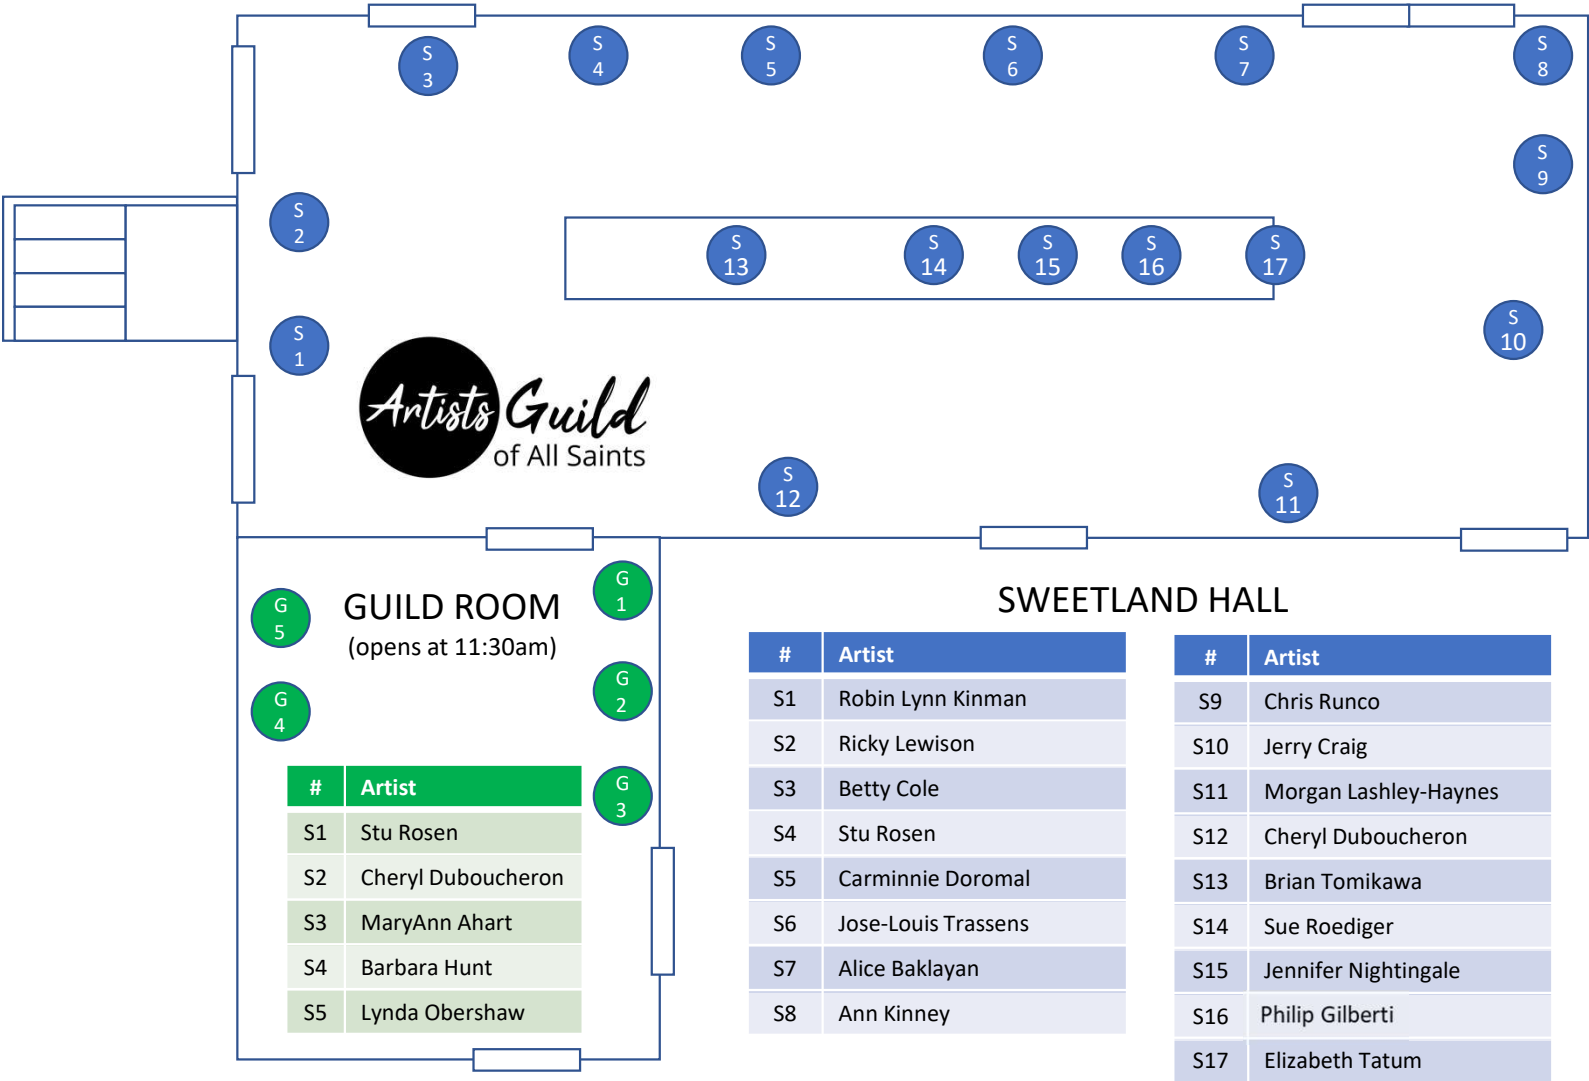 S
3
S
4
S
5
S
6
S
7
S
8
S
9
S
2
S
13
S
14
S
15
S
16
S
17
S
1
S
10
Artists Guild
of All Saints
S
12
S
11
G
1
G
5
GUILD ROOM
(opens at 11:30am)
G
2
G
4
G
3
# Artist
S1 Stu Rosen
S2 Cheryl Duboucheron
S3 MaryAnn Ahart
S4 Barbara Hunt
S5 Lynda Obershaw
SWEETLAND HALL
# Artist
S1 Robin Lynn Kinman
S2 Ricky Lewison
S3 Betty Cole
S4 Stu Rosen
S5 Carminnie Doromal
S6 Jose-Louis Trassens
S7 Alice Baklayan
S8 Ann Kinney
# Artist
S9 Chris Runco
S10 Jerry Craig
S11 Morgan Lashley-Haynes
S12 Cheryl Duboucheron
S13 Brian Tomikawa
S14 Sue Roediger
S15 Jennifer Nightingale
S16 Philip Gilberti
S17 Elizabeth Tatum